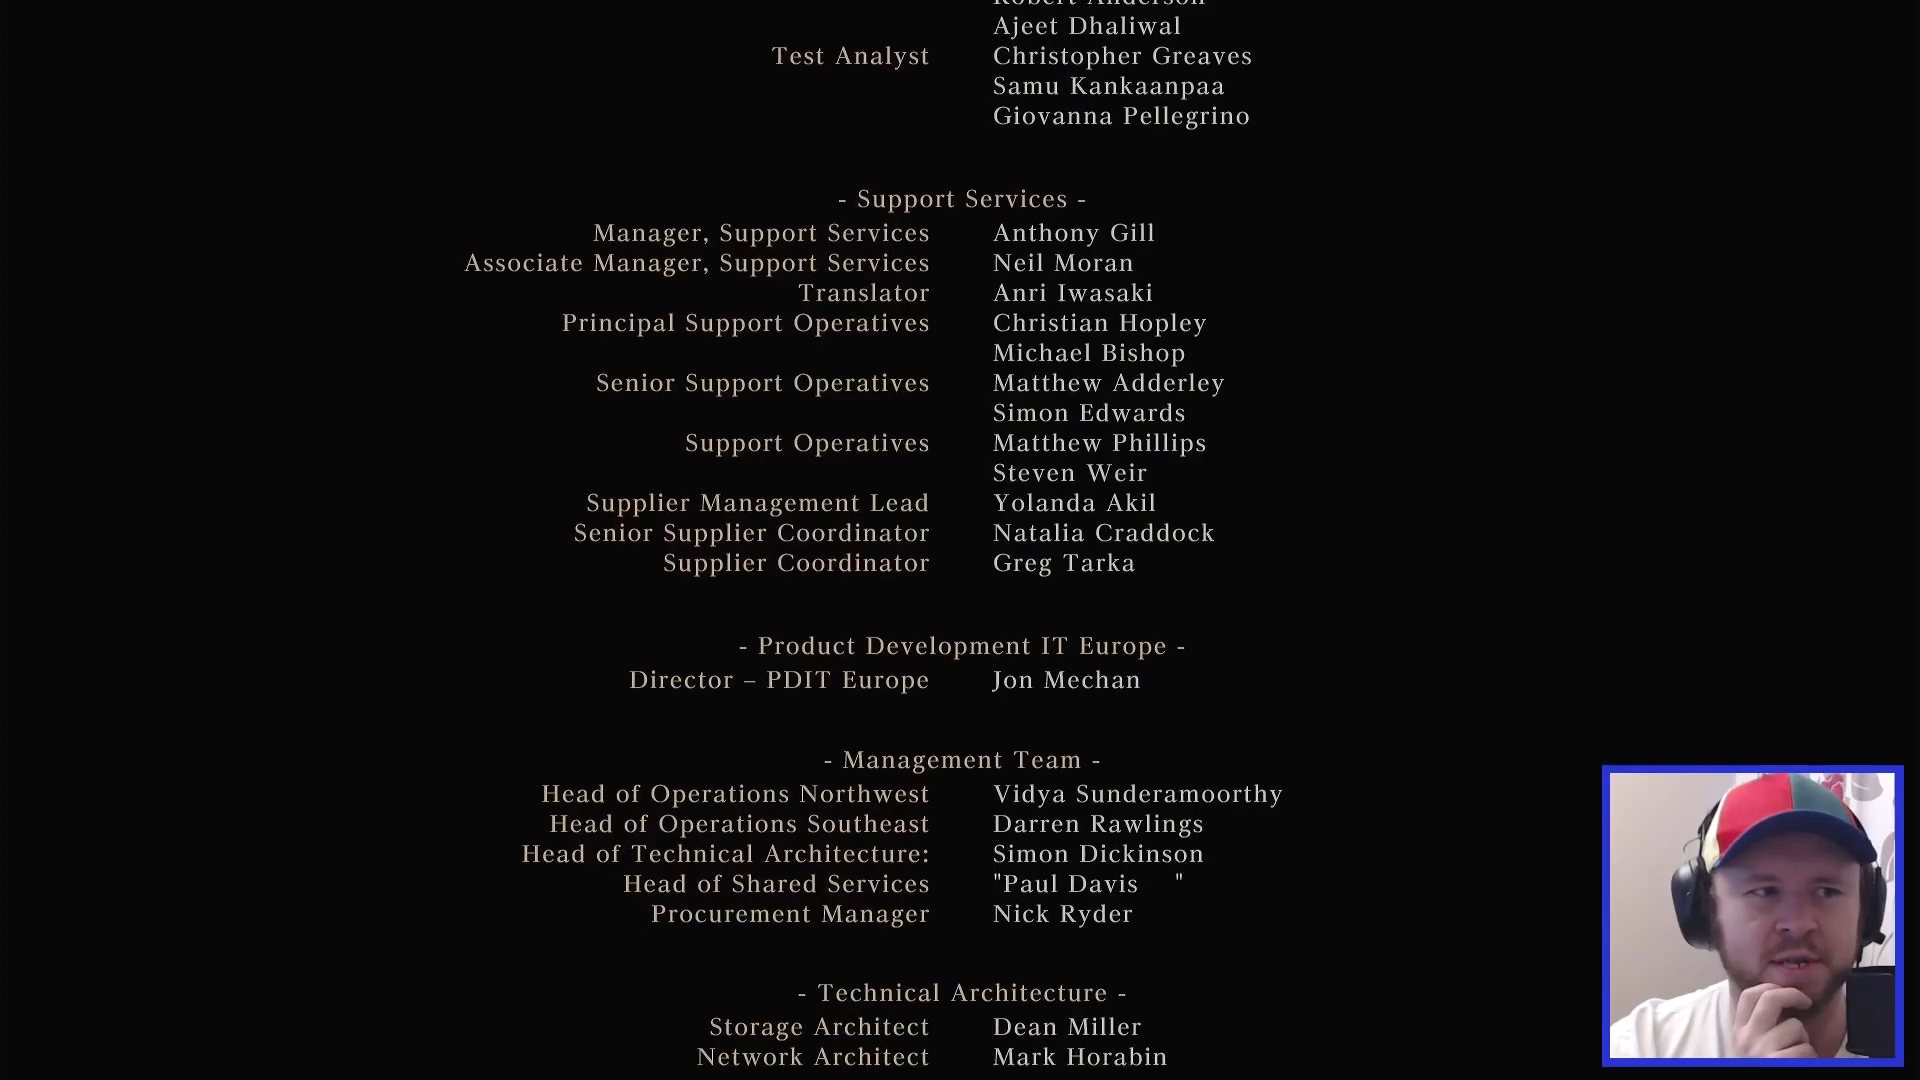 Robert Anderson
Ajeet Dhaliwal
Test Analyst Christopher Greaves
Samu Kankaanpaa
Giovanna Pellegrino
- Support Services -
Manager, Support Services Anthony Gill
Associate Manager, Support Services Neil Moran
Translator Anri Iwasaki
Principal Support Operatives Christian Hopley
Michael Bishop
Senior Support Operatives Matthew Adderley
Simon Edwards
Support Operatives Matthew Phillips
Steven Weir
Supplier Management Lead Yolanda Akil
Senior Supplier Coordinator Natalia Craddock
Supplier Coordinator Greg Tarka
- Product Development IT Europe -
Director – PDIT Europe Jon Mechan
- Management Team -
Head of Operations Northwest Vidya Sunderamoorthy
Head of Operations Southeast Darren Rawlings
Head of Technical Architecture: Simon Dickinson
Head of Shared Services "Paul Davis "
Procurement Manager Nick Ryder
- Technical Architecture -
Storage Architect Dean Miller
Network Architect Mark Horabin